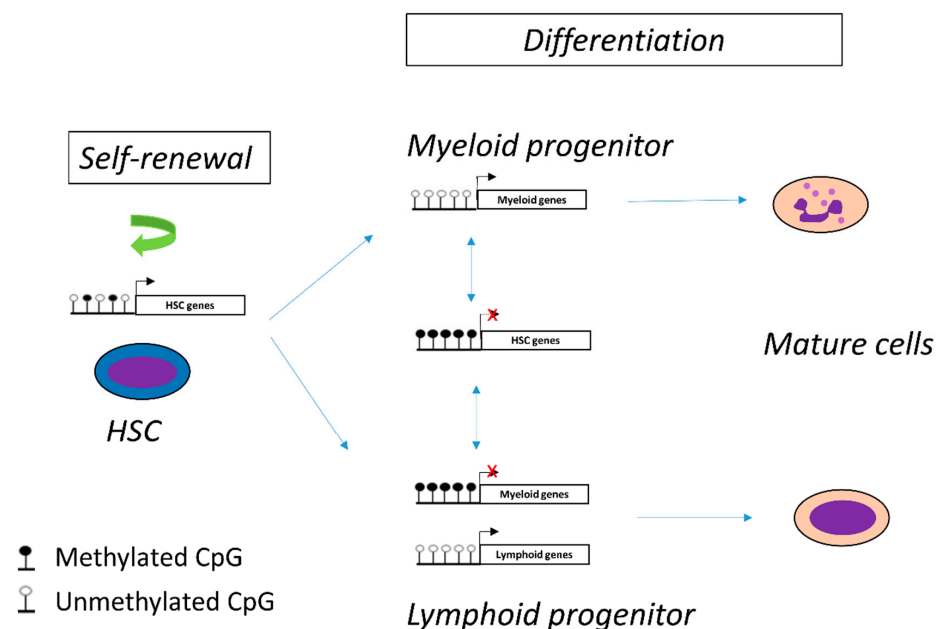 Differentiation
Self-renewal
Myeloid progenitor
Myeloid genes
HSC genes
X
HSC genes
Mature cells
HSC
X
Myeloid genes
Lymphoid genes
Methylated CpG
Unmethylated CpG
Lymphoid progenitor